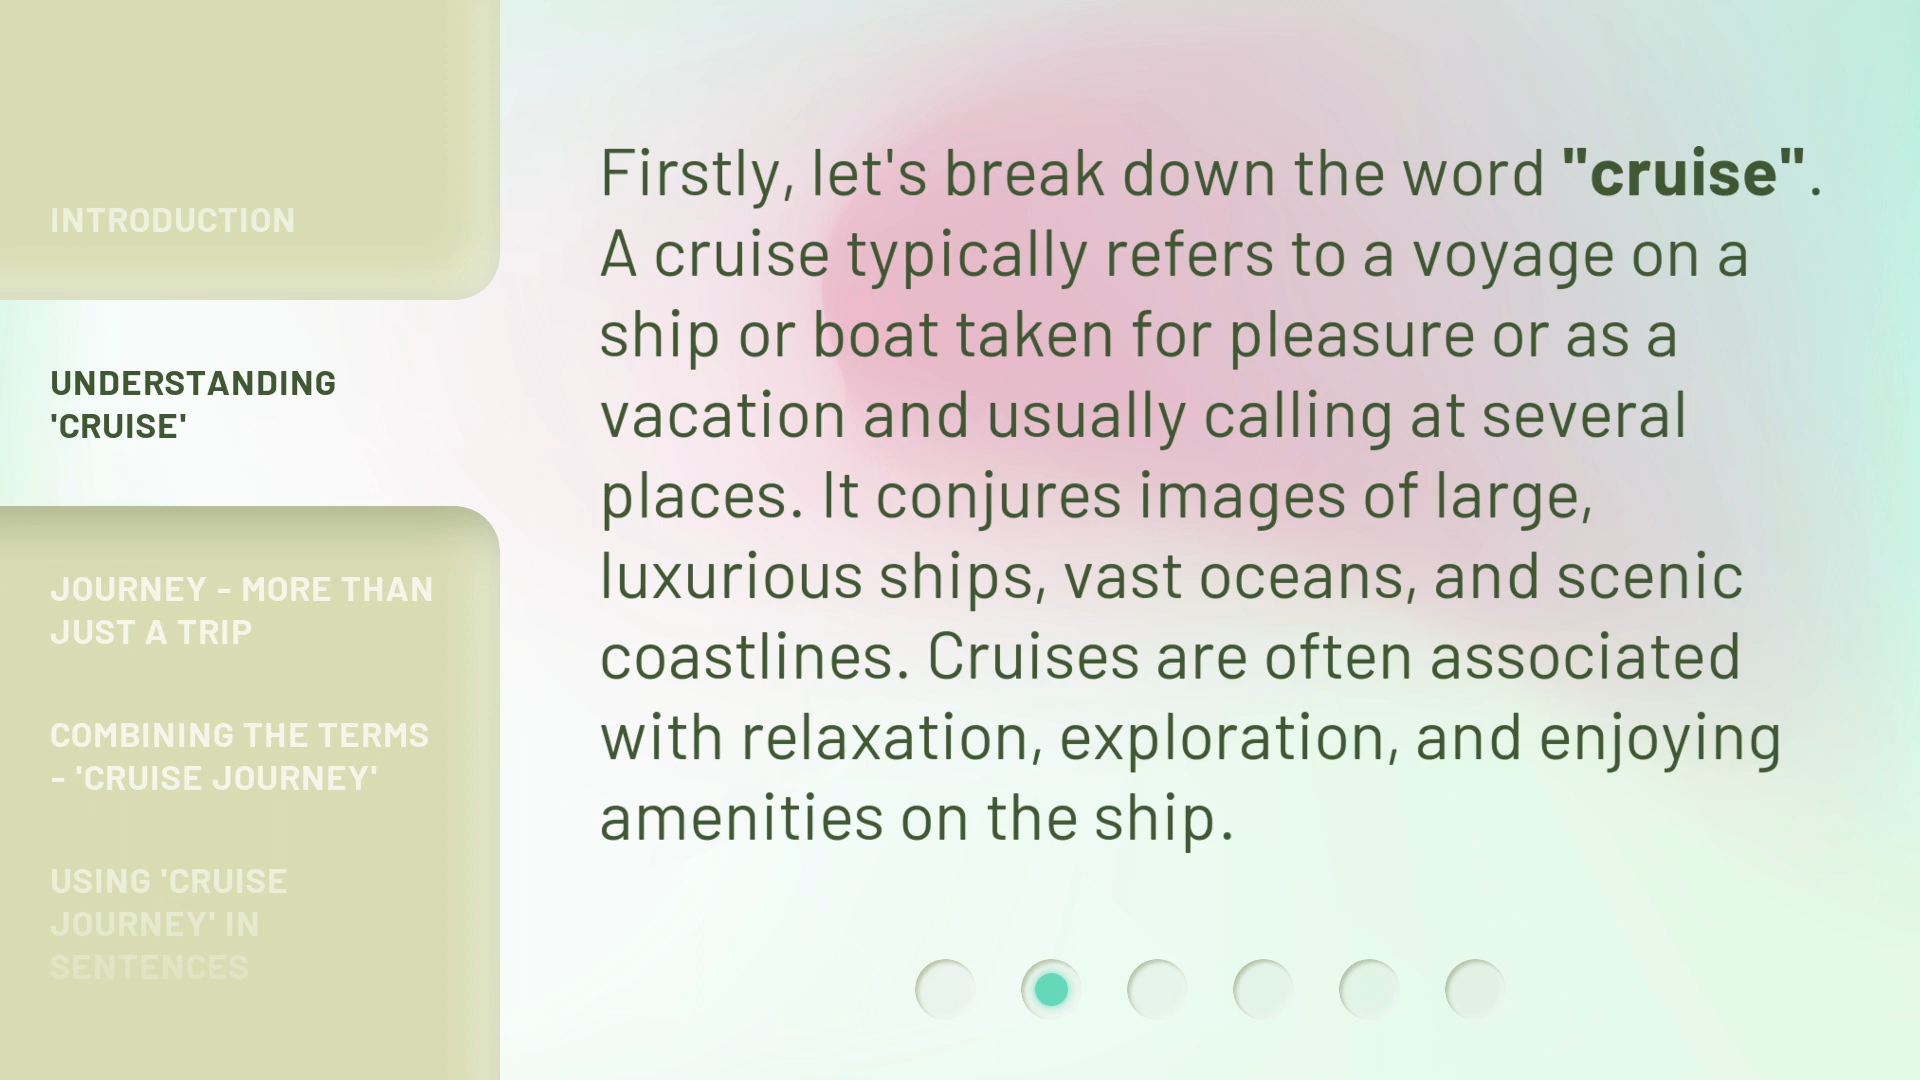 INTRODUCTION
UNDERSTANDING
'CRUISE'
JOURNEY - MORE THAN
JUST A TRIP
COMBINING THE TERMS
- 'CRUISE JOURNEY'
USING 'CRUISE
JOURNEY' IN
SENTENCES
Firstly, let's break down the word "cruise".
A cruise typically refers to a voyage on a
ship or boat taken for pleasure or as a
vacation and usually calling at several
places. It conjures images of large,
luxurious ships, vast oceans, and scenic
coastlines. Cruises are often associated
with relaxation, exploration, and enjoying
amenities on the ship.